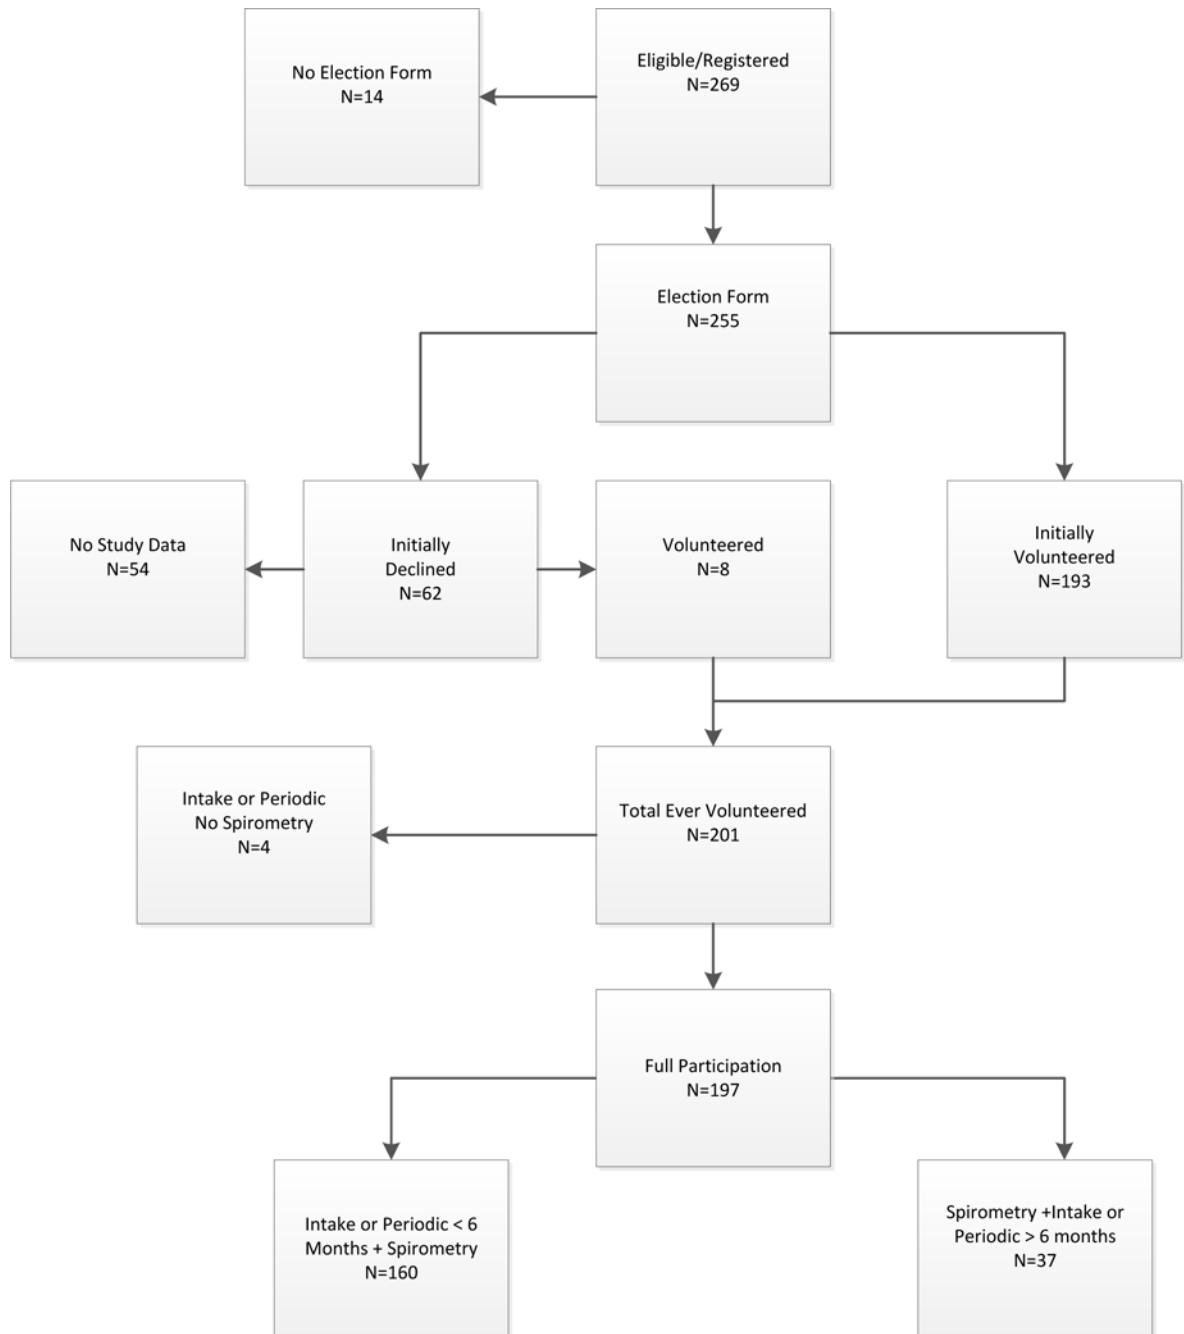 No Election Form
N=14
Eligible/Registered
N=269
Election Form
N=255
No Study Data
N=54
Initially
Declined
N=62
Volunteered
N=8
Initially
Volunteered
N=193
Intake or Periodic
No Spirometry
N=4
Total Ever Volunteered
N=201
Full Participation
N=197
Intake or Periodic < 6
Months + Spirometry
N=160
Spirometry +Intake or
Periodic > 6 months
N=37